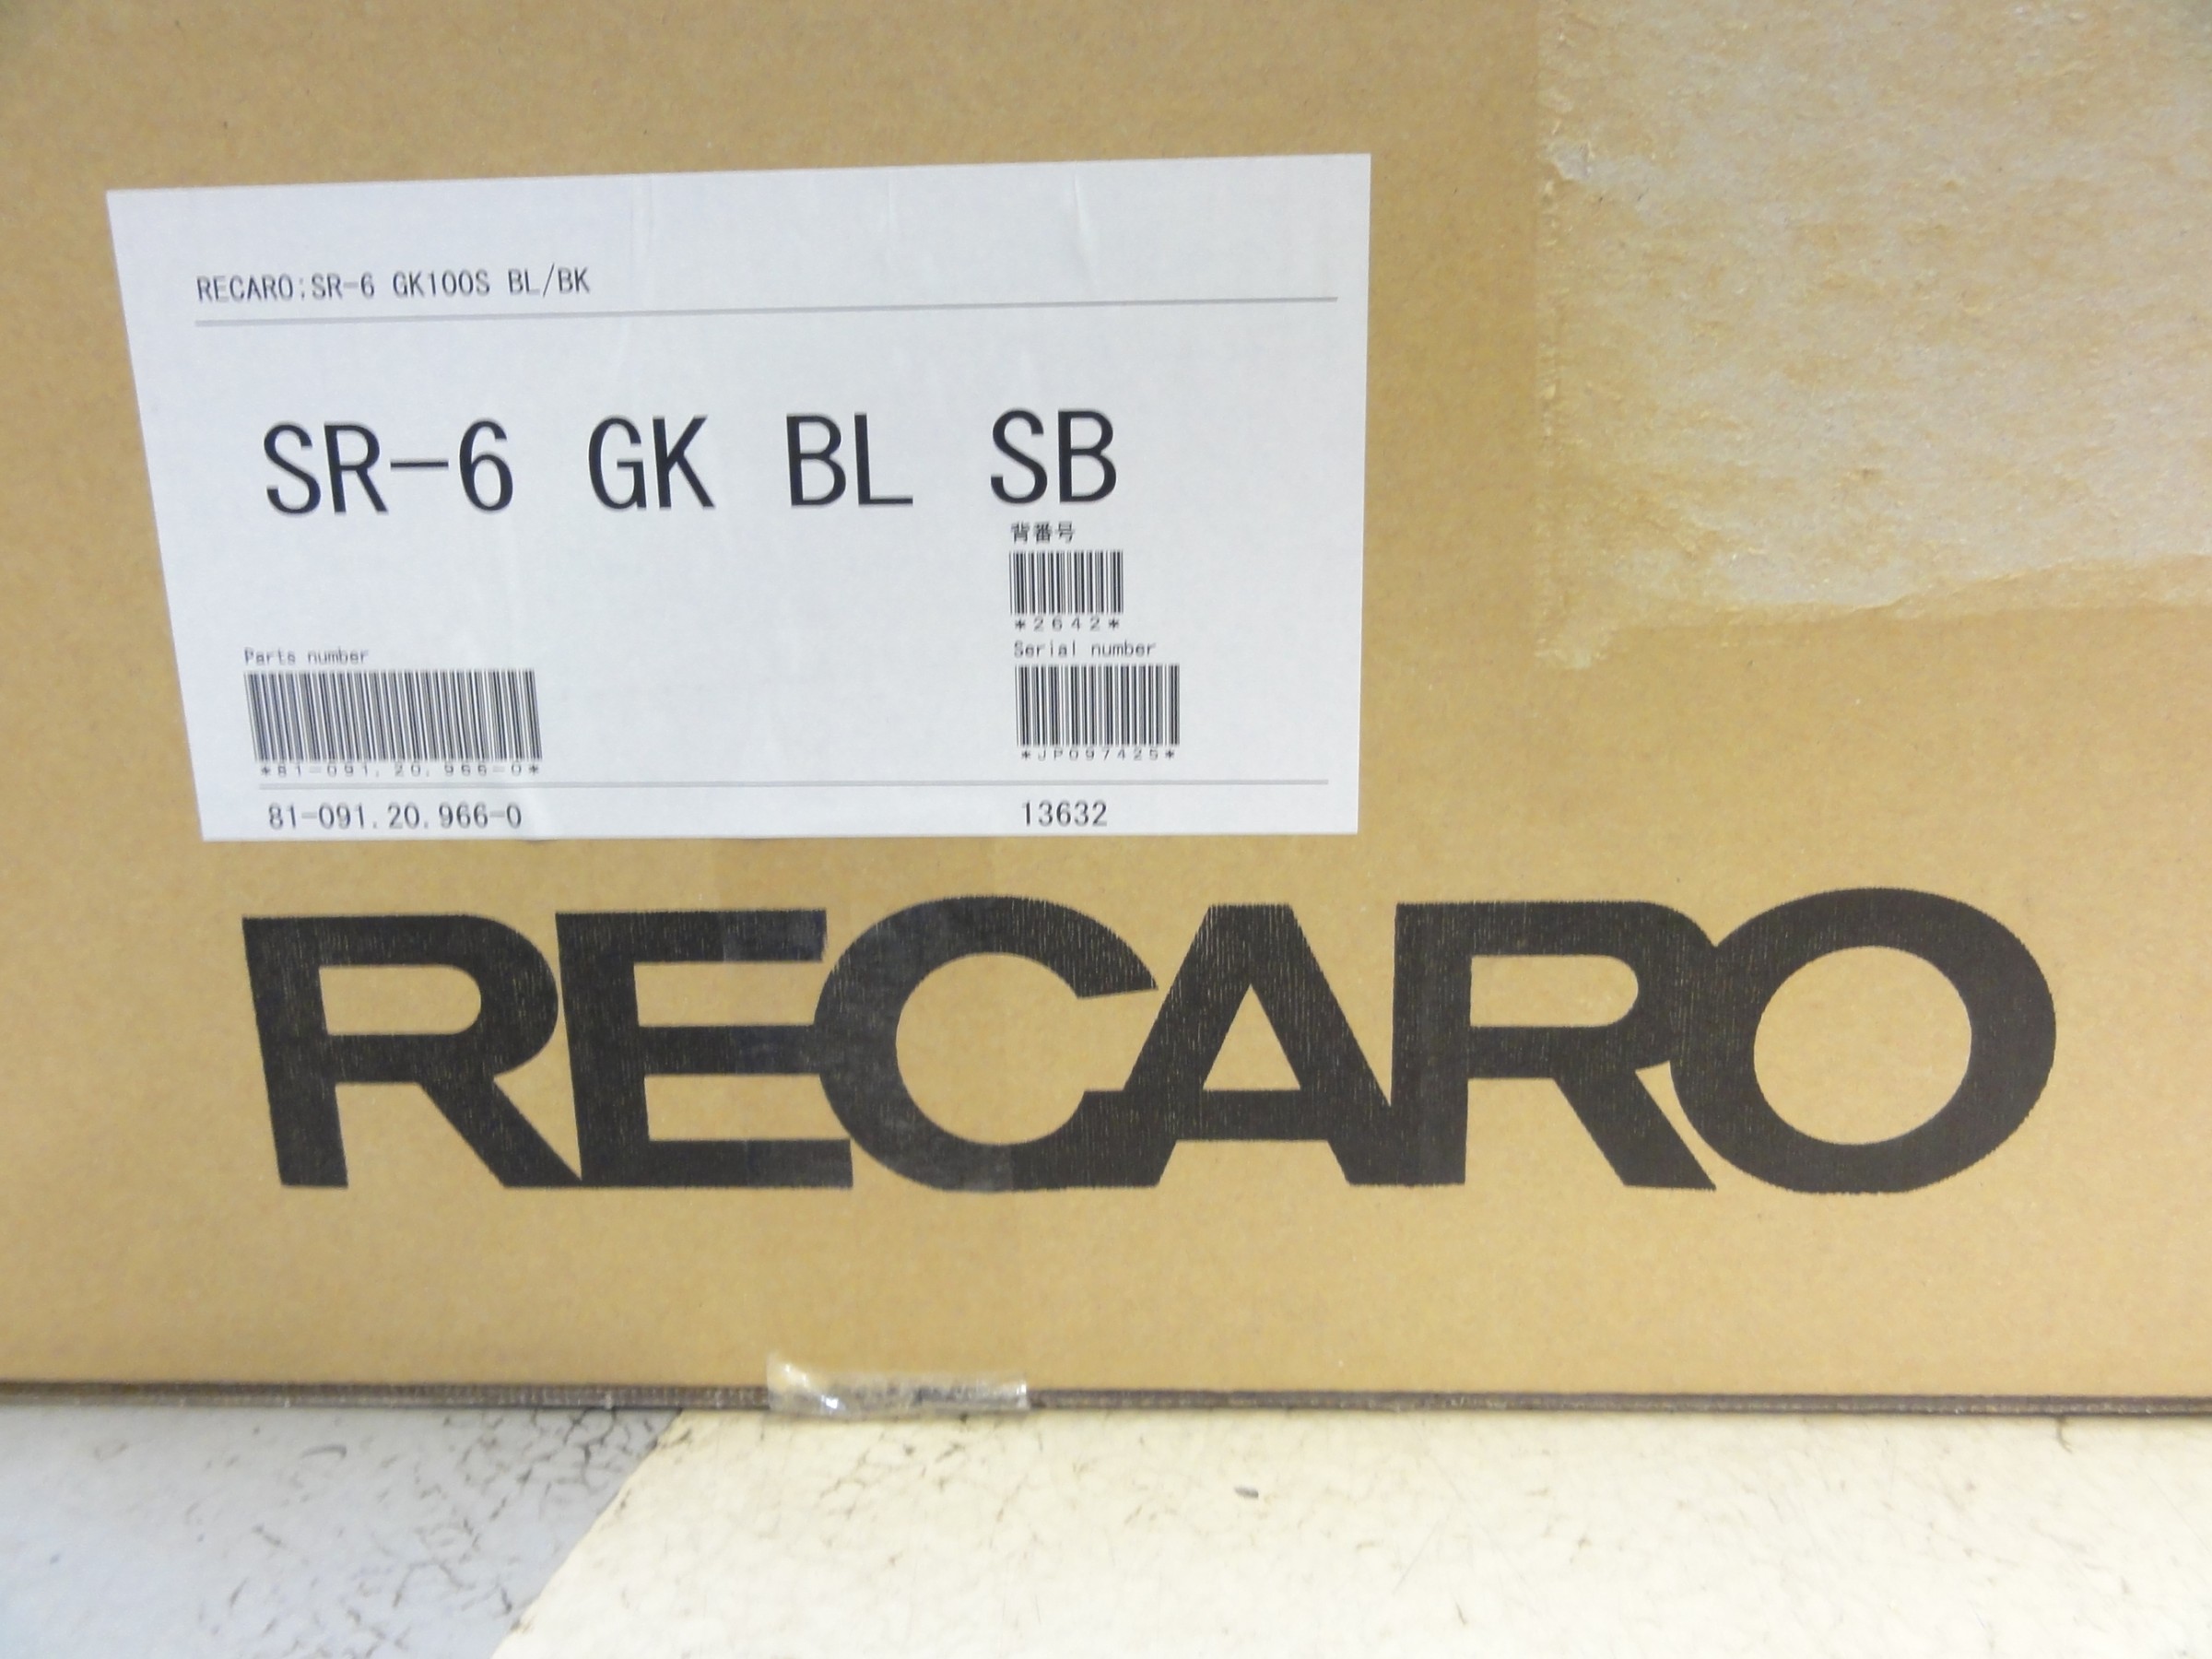 RECARO:SR-6 GK100S BL/BK
SR-6 GK BL SB
背番号
*2642*
Parts number
Serial number
*81-091.20.966-0*
*JP097425*
81-091.20.966-0
13632
RECARO